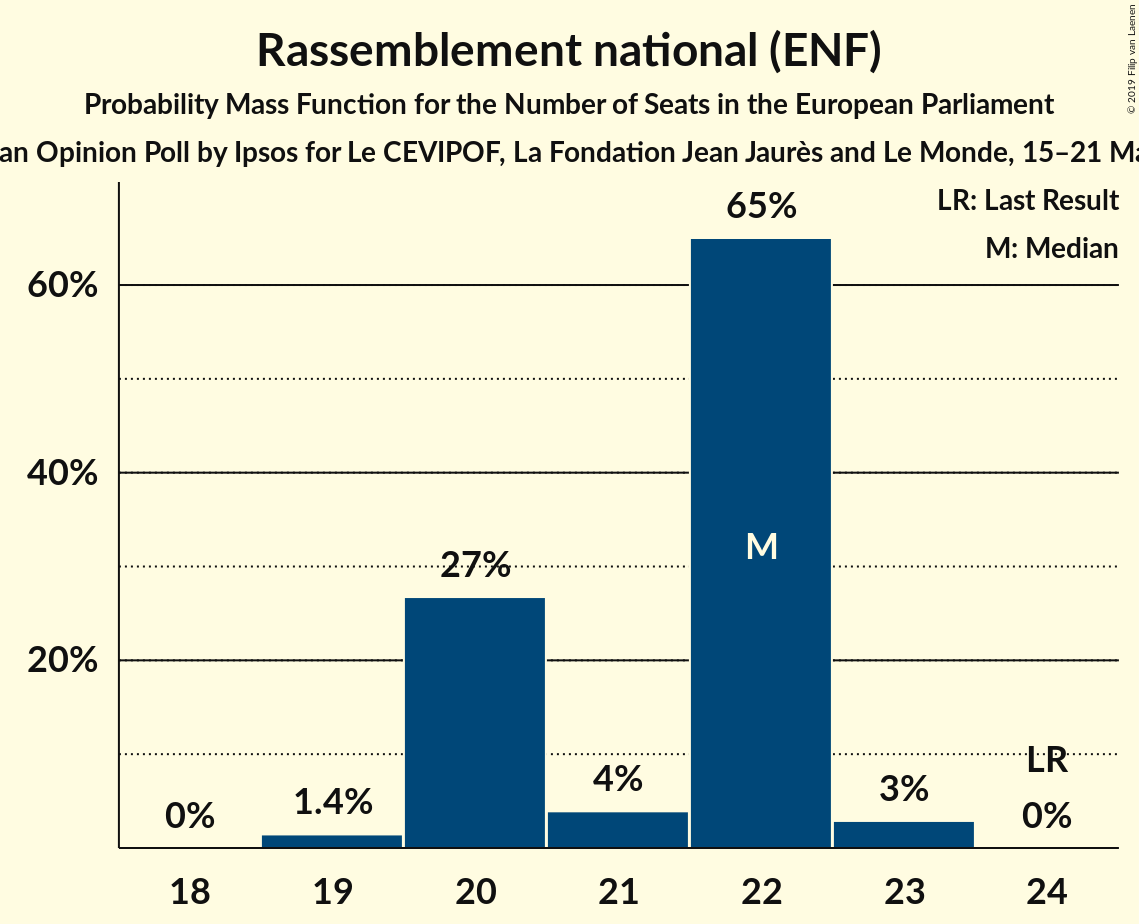 Rassemblement national (ENF)
Probability Mass Function for the Number of Seats in the European Parliament
an Opinion Poll by Ipsos for Le CEVIPOF, La Fondation Jean Jaurès and Le Monde, 15–21
© 2019 Filip van Laenen
LR: Last Result
M: Median
65%
60%
40%
M
27%
20%
LR
4%
3%
1.4%
0%
0%
18 19 20 21 22 23 24